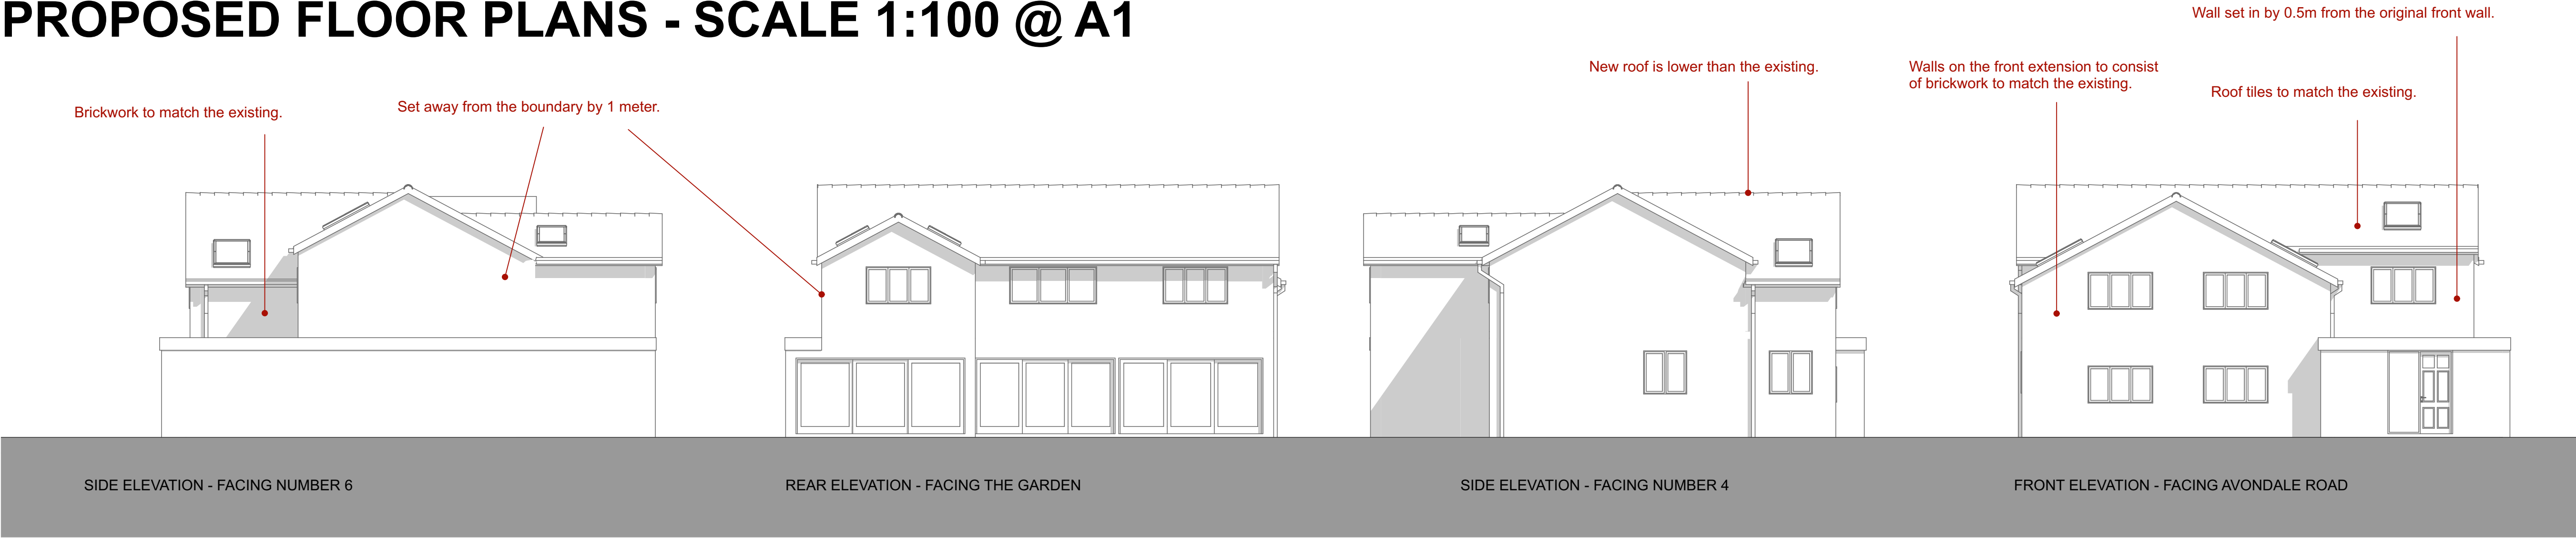 PROPOSED FLOOR PLANS - SCALE 1:100 @ A1
Wall set in by 0.5m from the original front wall.
New roof is lower than the existing.
Walls on the front extension to consist
of brickwork to match the existing.
Roof tiles to match the existing.
Set away from the boundary by 1 meter.
Brickwork to match the existing.
SIDE ELEVATION - FACING NUMBER 6
REAR ELEVATION - FACING THE GARDEN
SIDE ELEVATION - FACING NUMBER 4
FRONT ELEVATION - FACING AVONDALE ROAD